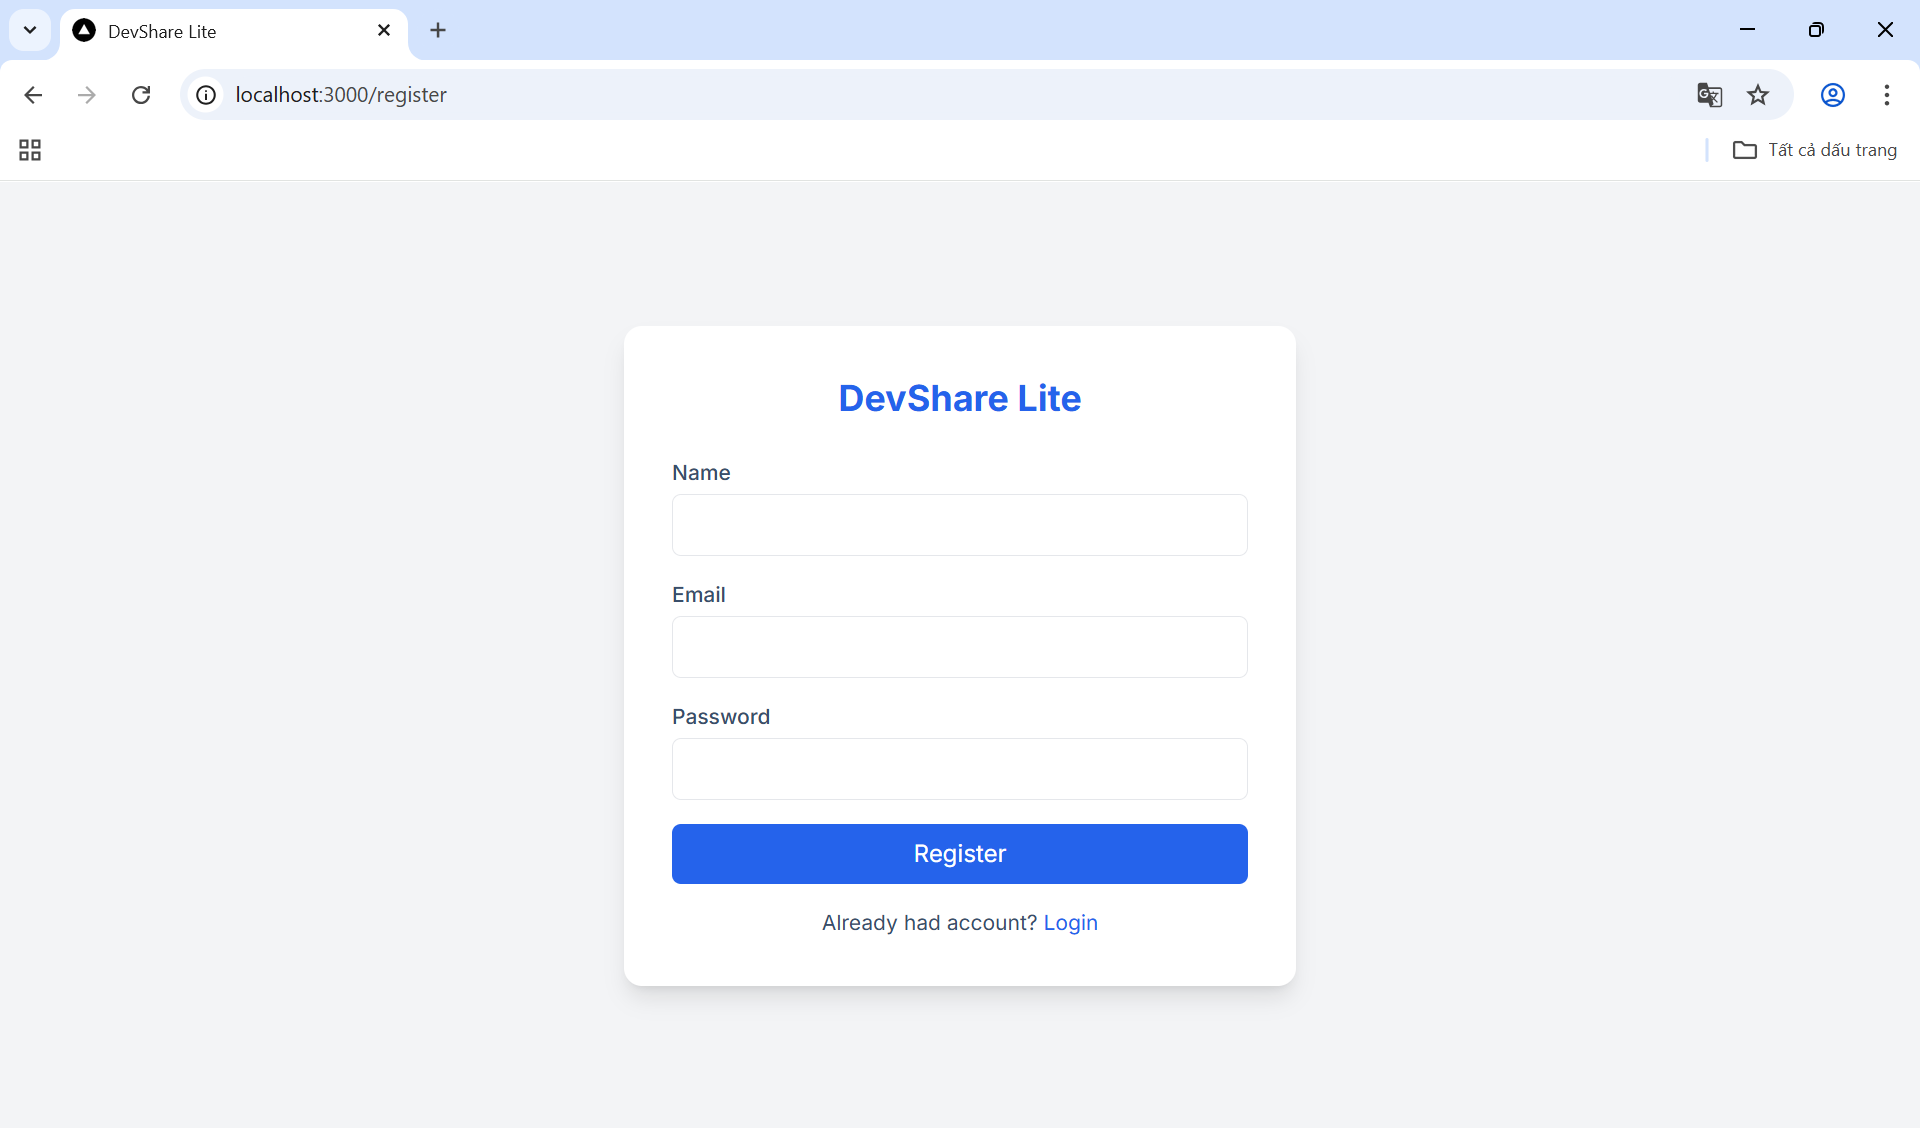 DevShare Lite
localhost:3000/register
Tất cả dấu trang
DevShare Lite
Name
Email
Password
Register
Already had account? Login